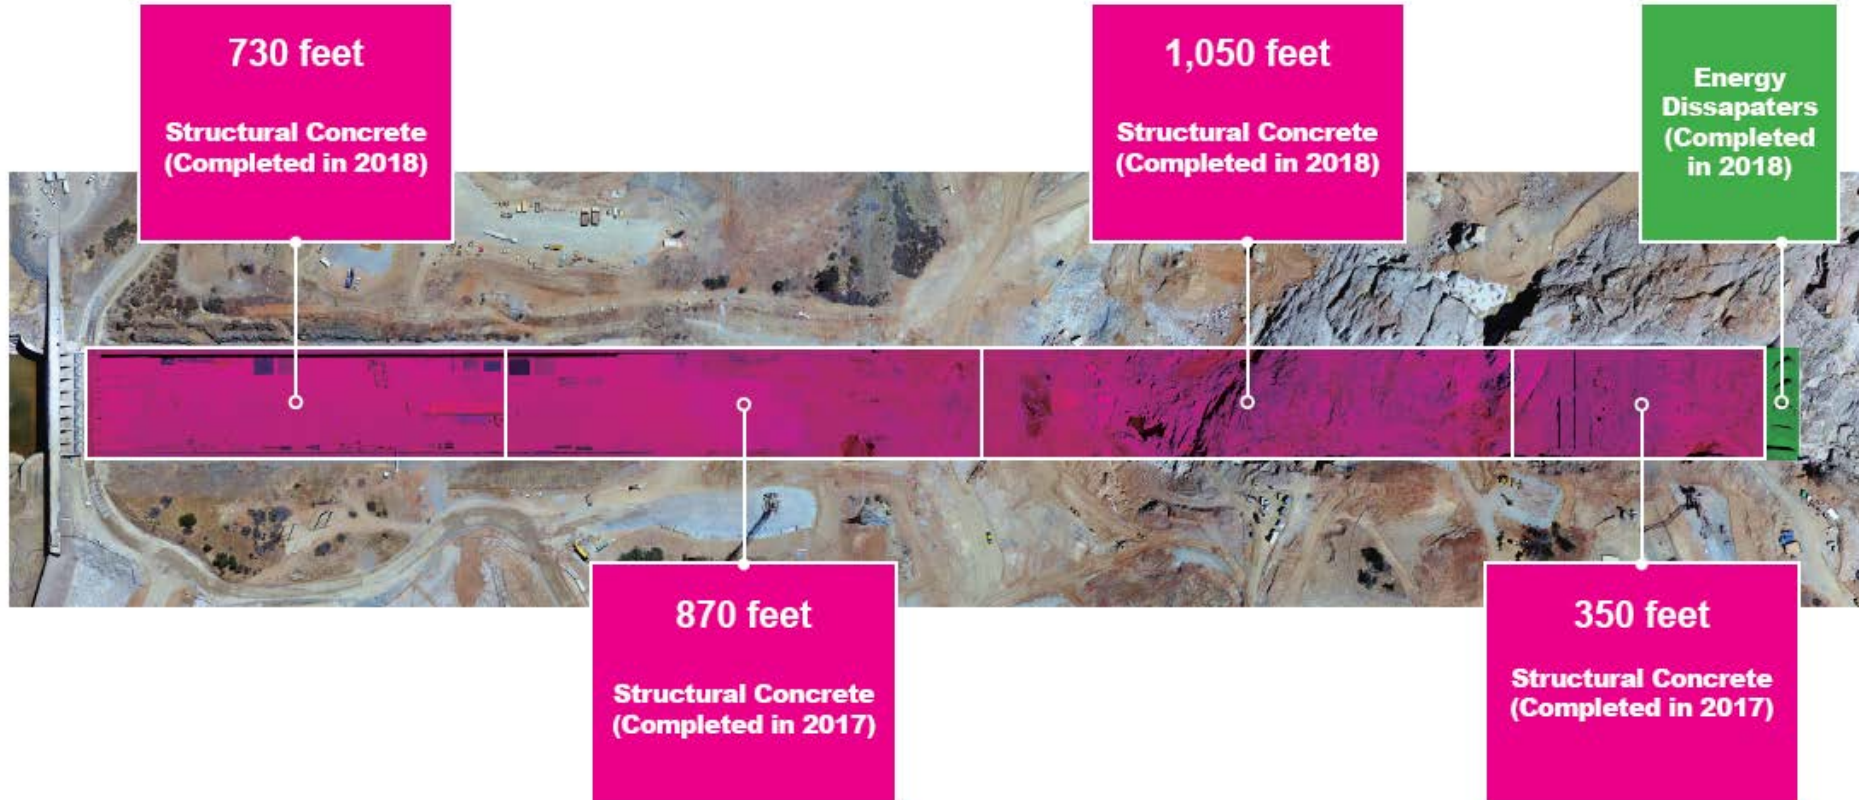 730 feet
Structural Concrete
(Completed in 2018)
1,050 feet
Structural Concrete
(Completed in 2018)
Energy
Dissapaters
(Completed
in 2018)
870 feet
Structural Concrete
(Completed in 2017)
350 feet
Structural Concrete
(Completed in 2017)